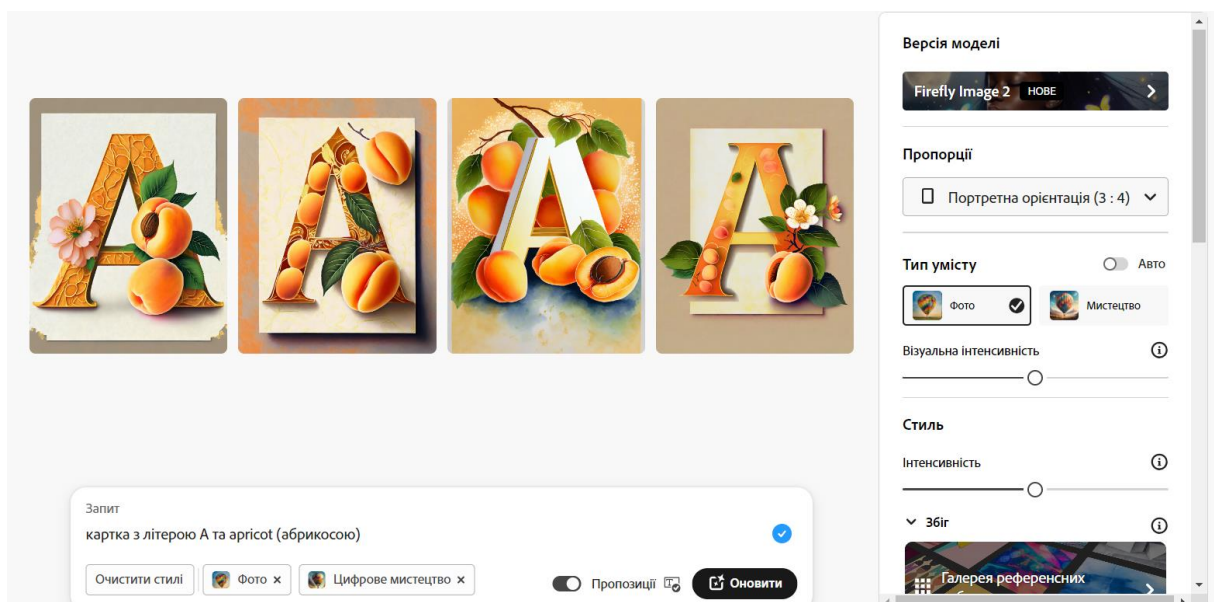 A
A
A
A
Запит
картка з літерою А та apricot (абрикосою)
Очистити стилі
Фото ×
Цифрове мистецтво ×
Пропозиції
Оновити
Версія моделі
Firefly Image 2 НОВЕ
Пропорції
Портретна орієнтація (3 : 4)
Тип умісту
Авто
Фото
Мистецтво
Візуальна інтенсивність
Стиль
Інтенсивність
Збіг
Галерея референсних